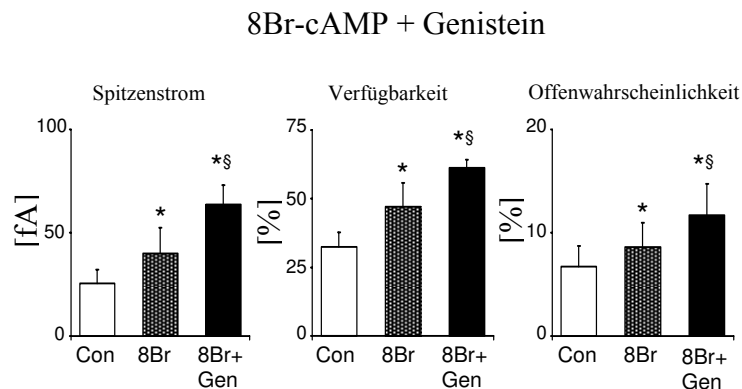 8Br-cAMP + Genistein
Spitzenstrom
100
50
0
[fA]
*
*§
Con
8Br
8Br+
Gen
Verfügbarkeit
75
50
25
0
[%]
*
*§
Con
8Br
8Br+
Gen
Offenwahrscheinlichkeit
20
10
0
[%]
*
*§
Con
8Br
8Br+
Gen